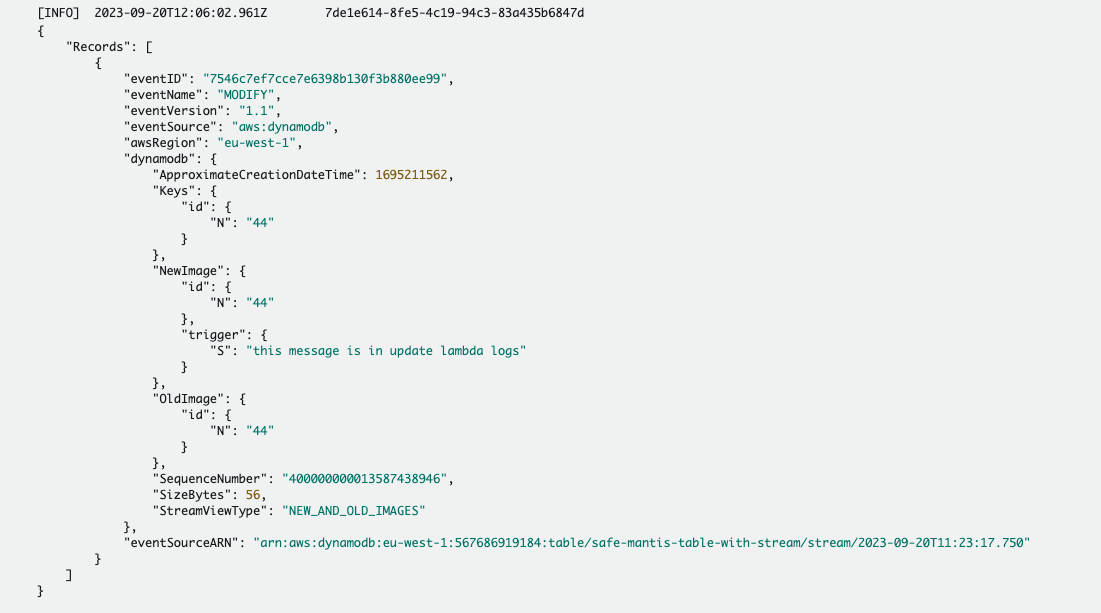 [INFO]  2023-09-20T12:06:02.961Z       7de1e614-8fe5-4c19-94c3-83a435b6847d
{
    "Records": [
        {
            "eventID": "7546c7ef7cce7e6398b130f3b880ee99",
            "eventName": "MODIFY",
            "eventVersion": "1.1",
            "eventSource": "aws:dynamodb",
            "awsRegion": "eu-west-1",
            "dynamodb": {
                "ApproximateCreationDateTime": 1695211562,
                "Keys": {
                    "id": {
                        "N": "44"
                    }
                },
                "NewImage": {
                    "id": {
                        "N": "44"
                    },
                    "trigger": {
                        "S": "this message is in update lambda logs"
                    }
                },
                "OldImage": {
                    "id": {
                        "N": "44"
                    }
                },
                "SequenceNumber": "400000000013587438946",
                "SizeBytes": 56,
                "StreamViewType": "NEW_AND_OLD_IMAGES"
            },
            "eventSourceARN": "arn:aws:dynamodb:eu-west-1:567686919184:table/safe-mantis-table-with-stream/stream/2023-09-20T11:23:17.750"
        }
    ]
}